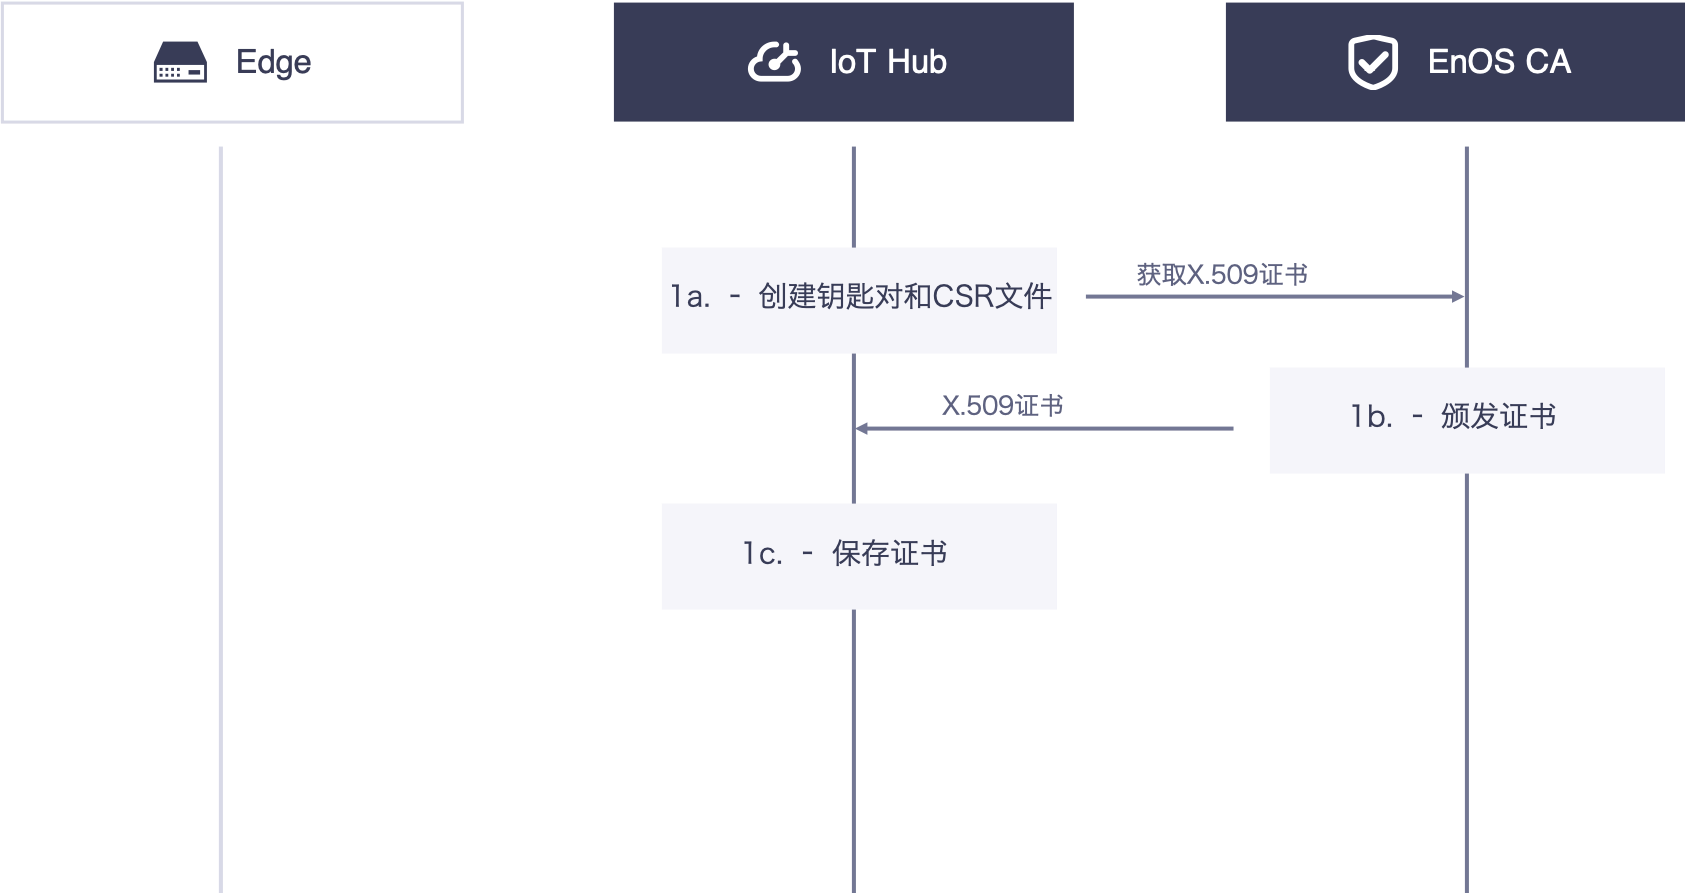 Edge
IoT Hub
EnOS CA
获取X.509证书
1a. - 创建钥匙对和CSR文件
X.509证书
1b. - 颁发证书
1c. - 保存证书